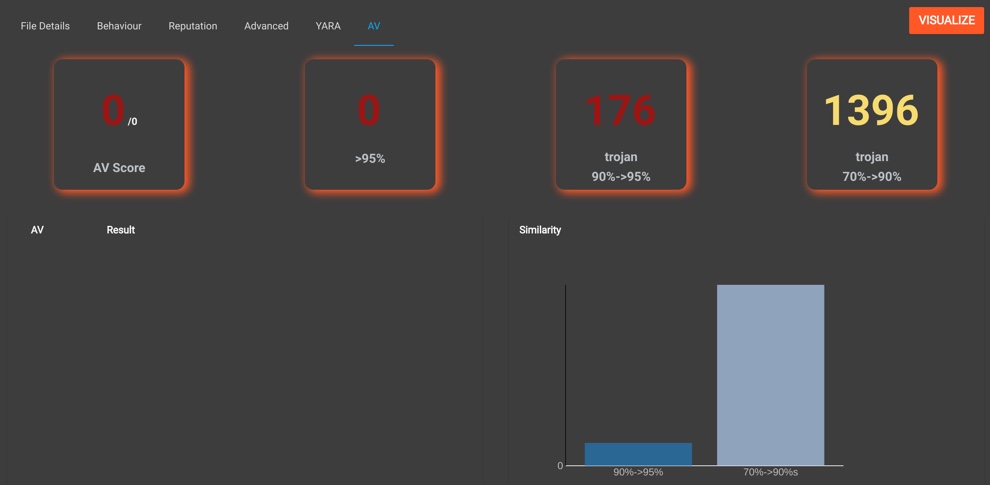 File Details Behaviour Reputation Advanced YARA AV VISUALIZE
0 /0
AV Score
0
>95%
176
trojan
90%->95%
1396
trojan
70%->90%
AV Result
Similarity
0
90%->95% 70%->90%s